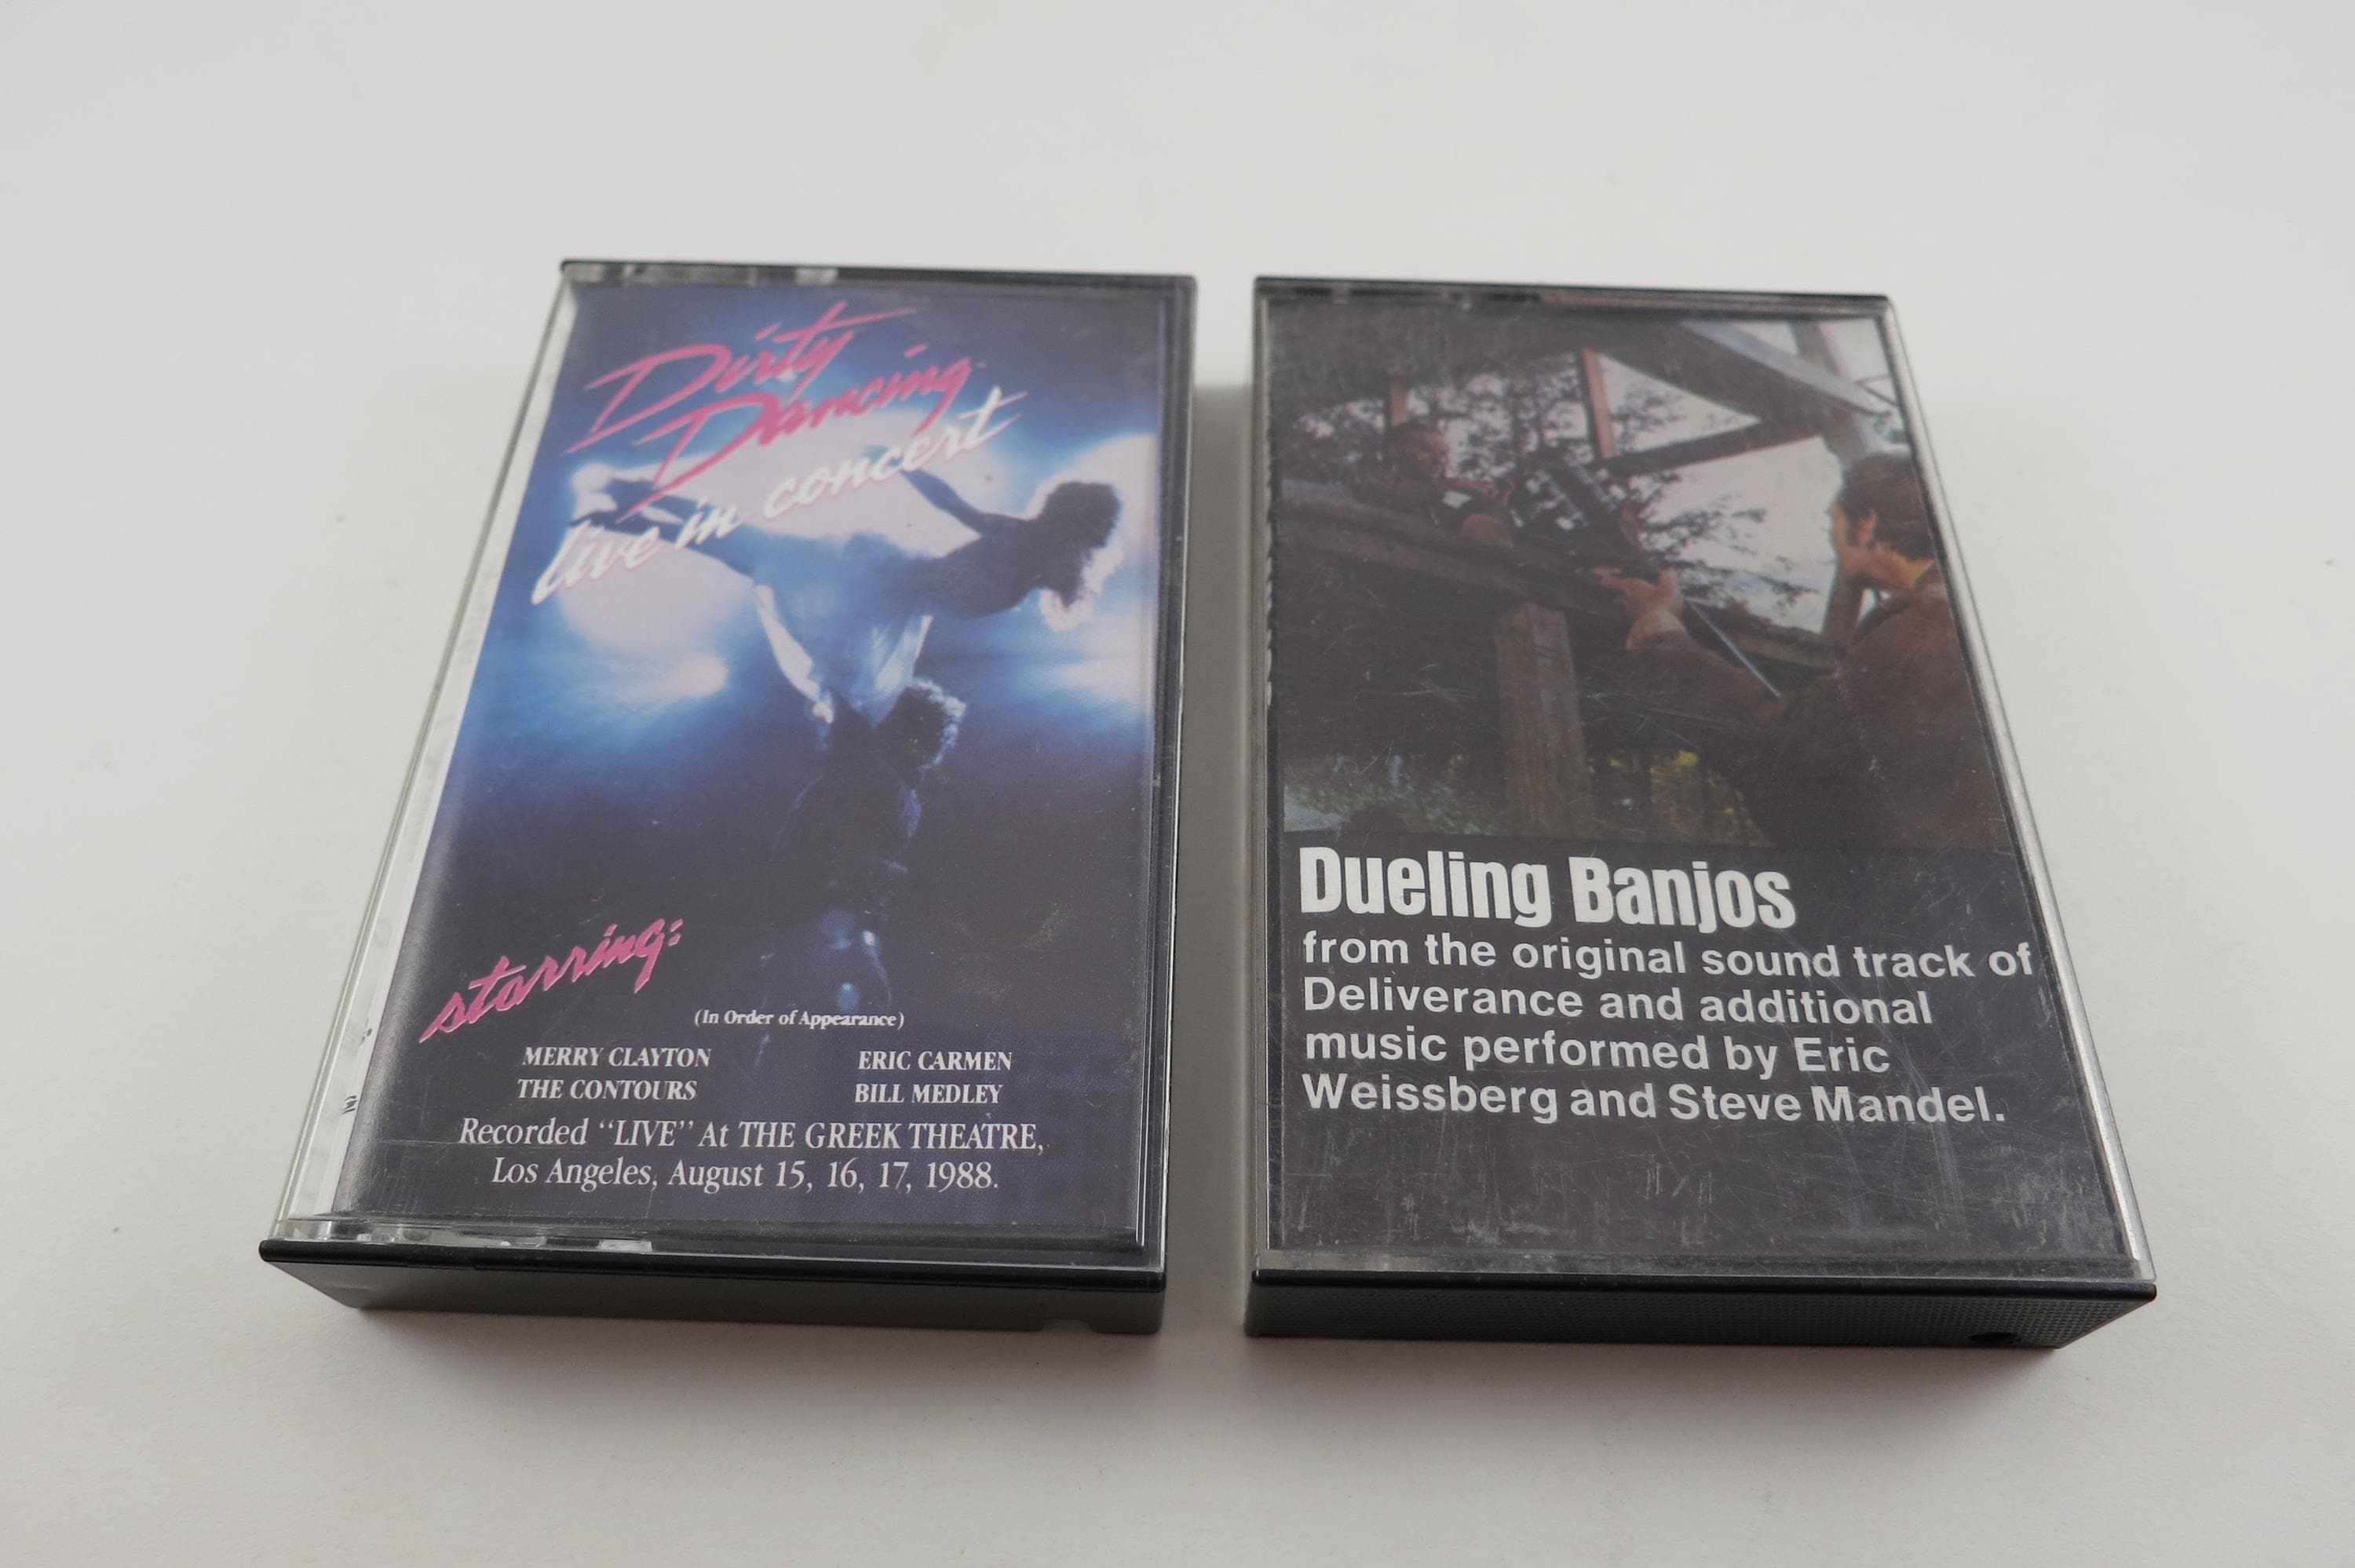 Dirty
Dancing
live in concert
starring:
(In Order of Appearance)
MERRY CLAYTON
ERIC CARMEN
THE CONTOURS
BILL MEDLEY
Recorded “LIVE” At THE GREEK THEATRE,
Los Angeles, August 15, 16, 17, 1988.
Dueling Banjos
from the original sound track of
Deliverance and additional
music performed by Eric
Weissberg and Steve Mandel.